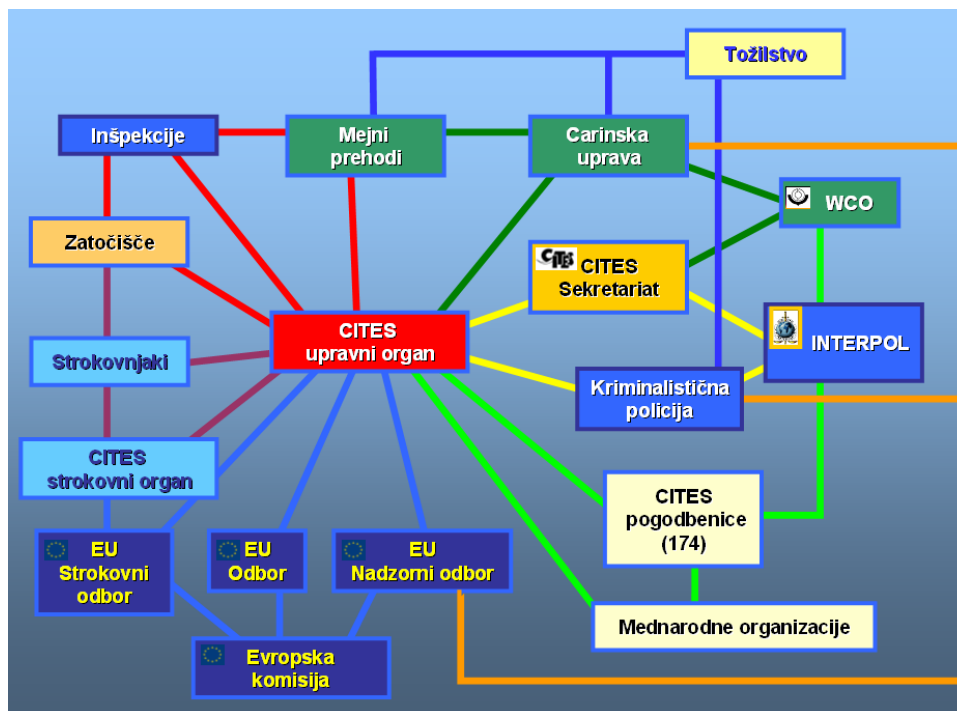 Tožilstvo
Inšpekcije
Mejni
prehodi
Carinska
uprava
WCO
Zatočišče
CITES
CITES
Sekretariat
CITES
upravni organ
INTERPOL
Strokovnjaki
Kriminalistična
policija
CITES
strokovni organ
CITES
pogodbenice
(174)
EU
Strokovni
odbor
EU
Odbor
EU
Nadzorni odbor
Mednarodne organizacije
Evropska
komisija